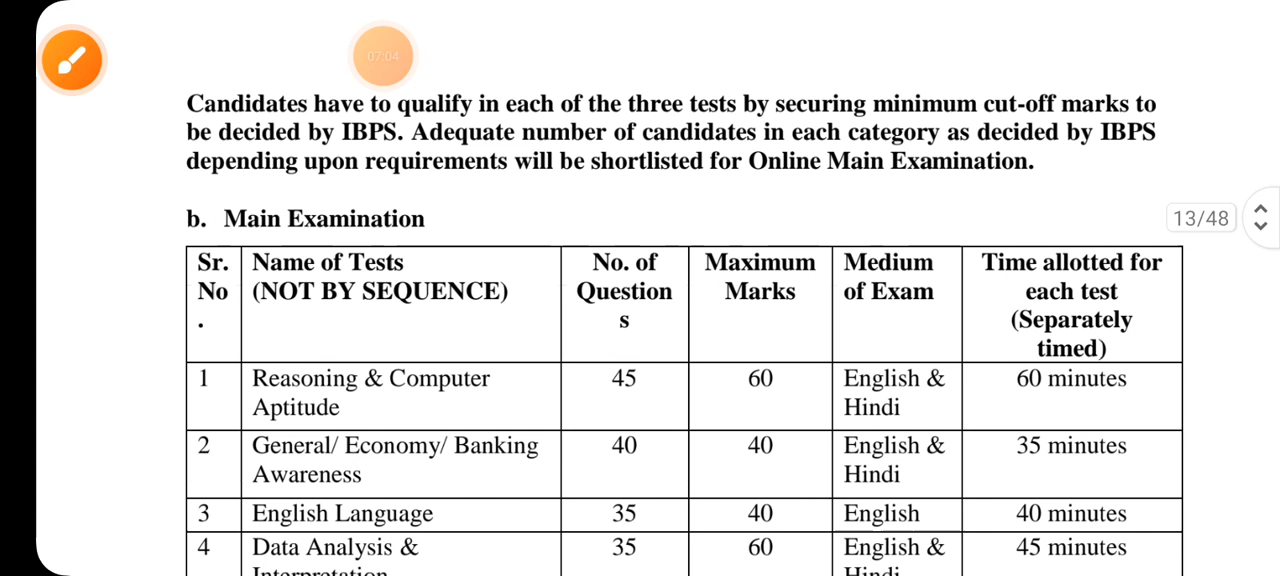 07:04
Candidates have to qualify in each of the three tests by securing minimum cut-off marks to
be decided by IBPS. Adequate number of candidates in each category as decided by IBPS
depending upon requirements will be shortlisted for Online Main Examination.
b. Main Examination
13/48
Sr. No . Name of Tests (NOT BY SEQUENCE) No. of Question s Maximum Marks Medium of Exam Time allotted for each test (Separately timed)
1 Reasoning & Computer Aptitude 45 60 English & Hindi 60 minutes
2 General/ Economy/ Banking Awareness 40 40 English & Hindi 35 minutes
3 English Language 35 40 English 40 minutes
4 Data Analysis & Interpretation 35 60 English & Hindi 45 minutes